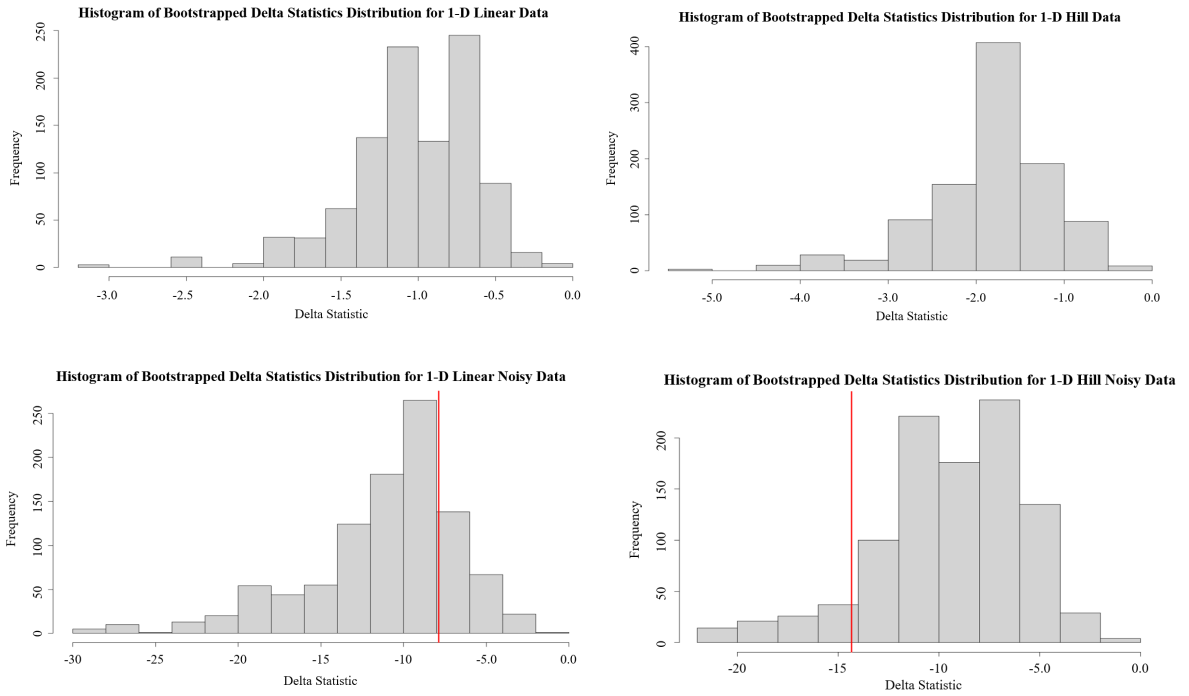 Histogram of Bootstrapped Delta Statistics Distribution for 1-D Linear Data
Frequency
250
200
150
100
50
0
-3.0 -2.5 -2.0 -1.5 -1.0 -0.5 0.0
Delta Statistic
Histogram of Bootstrapped Delta Statistics Distribution for 1-D Hill Data
Frequency
400
300
200
100
0
-5.0 -4.0 -3.0 -2.0 -1.0 0.0
Delta Statistic
Histogram of Bootstrapped Delta Statistics Distribution for 1-D Linear Noisy Data
Frequency
250
200
150
100
50
0
-30 -25 -20 -15 -10 -5.0 0.0
Delta Statistic
Histogram of Bootstrapped Delta Statistics Distribution for 1-D Hill Noisy Data
Frequency
200
150
100
50
0
-20 -15 -10 -5.0 0.0
Delta Statistic